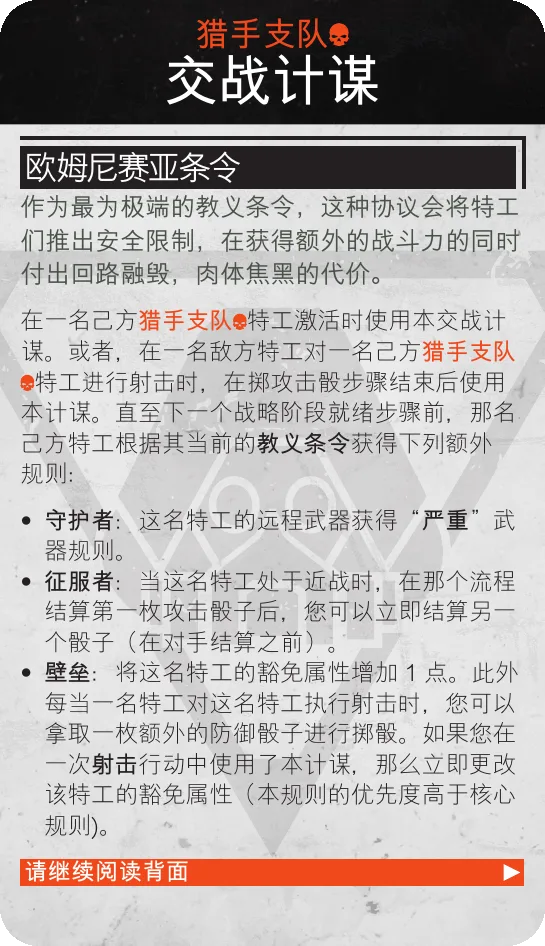 猎手支队
交战计谋
欧姆尼赛亚条令
作为最为极端的教义条令，这种协议会将特工
们推出安全限制，在获得额外的战斗力的同时
付出回路融毁，肉体焦黑的代价。
在一名己方猎手支队特工激活时使用本交战计
谋。或者，在一名敌方特工对一名己方猎手支队
特工进行射击时，在掷攻击骰步骤结束后使用
本计谋。直至下一个战略阶段就绪步骤前，那名
己方特工根据其当前的教义条令获得下列额外
规则:
• 守护者：这名特工的远程武器获得“严重”武
器规则。
• 征服者：当这名特工处于近战时，在那个流程
结算第一枚攻击骰子后，您可以立即结算另一
个骰子（在对手结算之前）。
• 壁垒：将这名特工的豁免属性增加 1 点。此外
每当一名特工对这名特工执行射击时，您可以
拿取一枚额外的防御骰子进行掷骰。如果您在
一次射击行动中使用了本计谋，那么立即更改
该特工的豁免属性（本规则的优先度高于核心
规则)。
请继续阅读背面